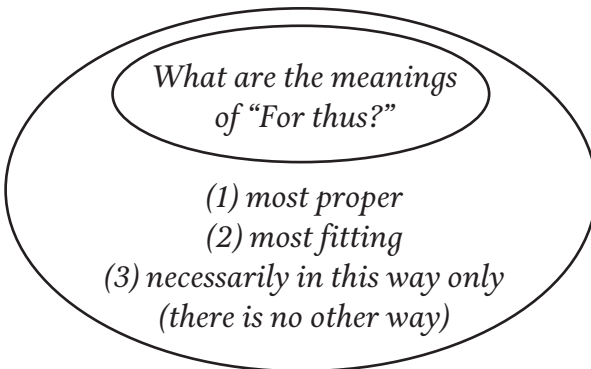 What are the meanings
of “For thus?”
(1) most proper
(2) most fitting
(3) necessarily in this way only
(there is no other way)